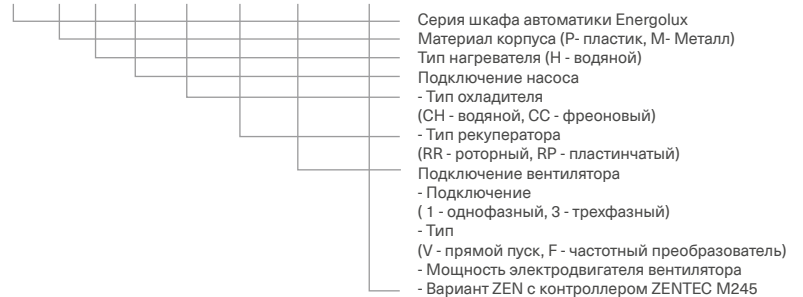 Серия шкафа автоматики Energolux
Материал корпуса (P- пластик, M- Металл)
Тип нагревателя (H - водяной)
Подключение насоса
- Тип охладителя
(CH - водяной, CC - фреоновый)
- Тип рекуператора
(RR - роторный, RP - пластинчатый)
Подключение вентилятора
- Подключение
( 1 - однофазный, 3 - трехфазный)
- Тип
(V - прямой пуск, F - частотный преобразователь)
- Мощность электродвигателя вентилятора
- Вариант ZEN с контроллером ZENTEC M245